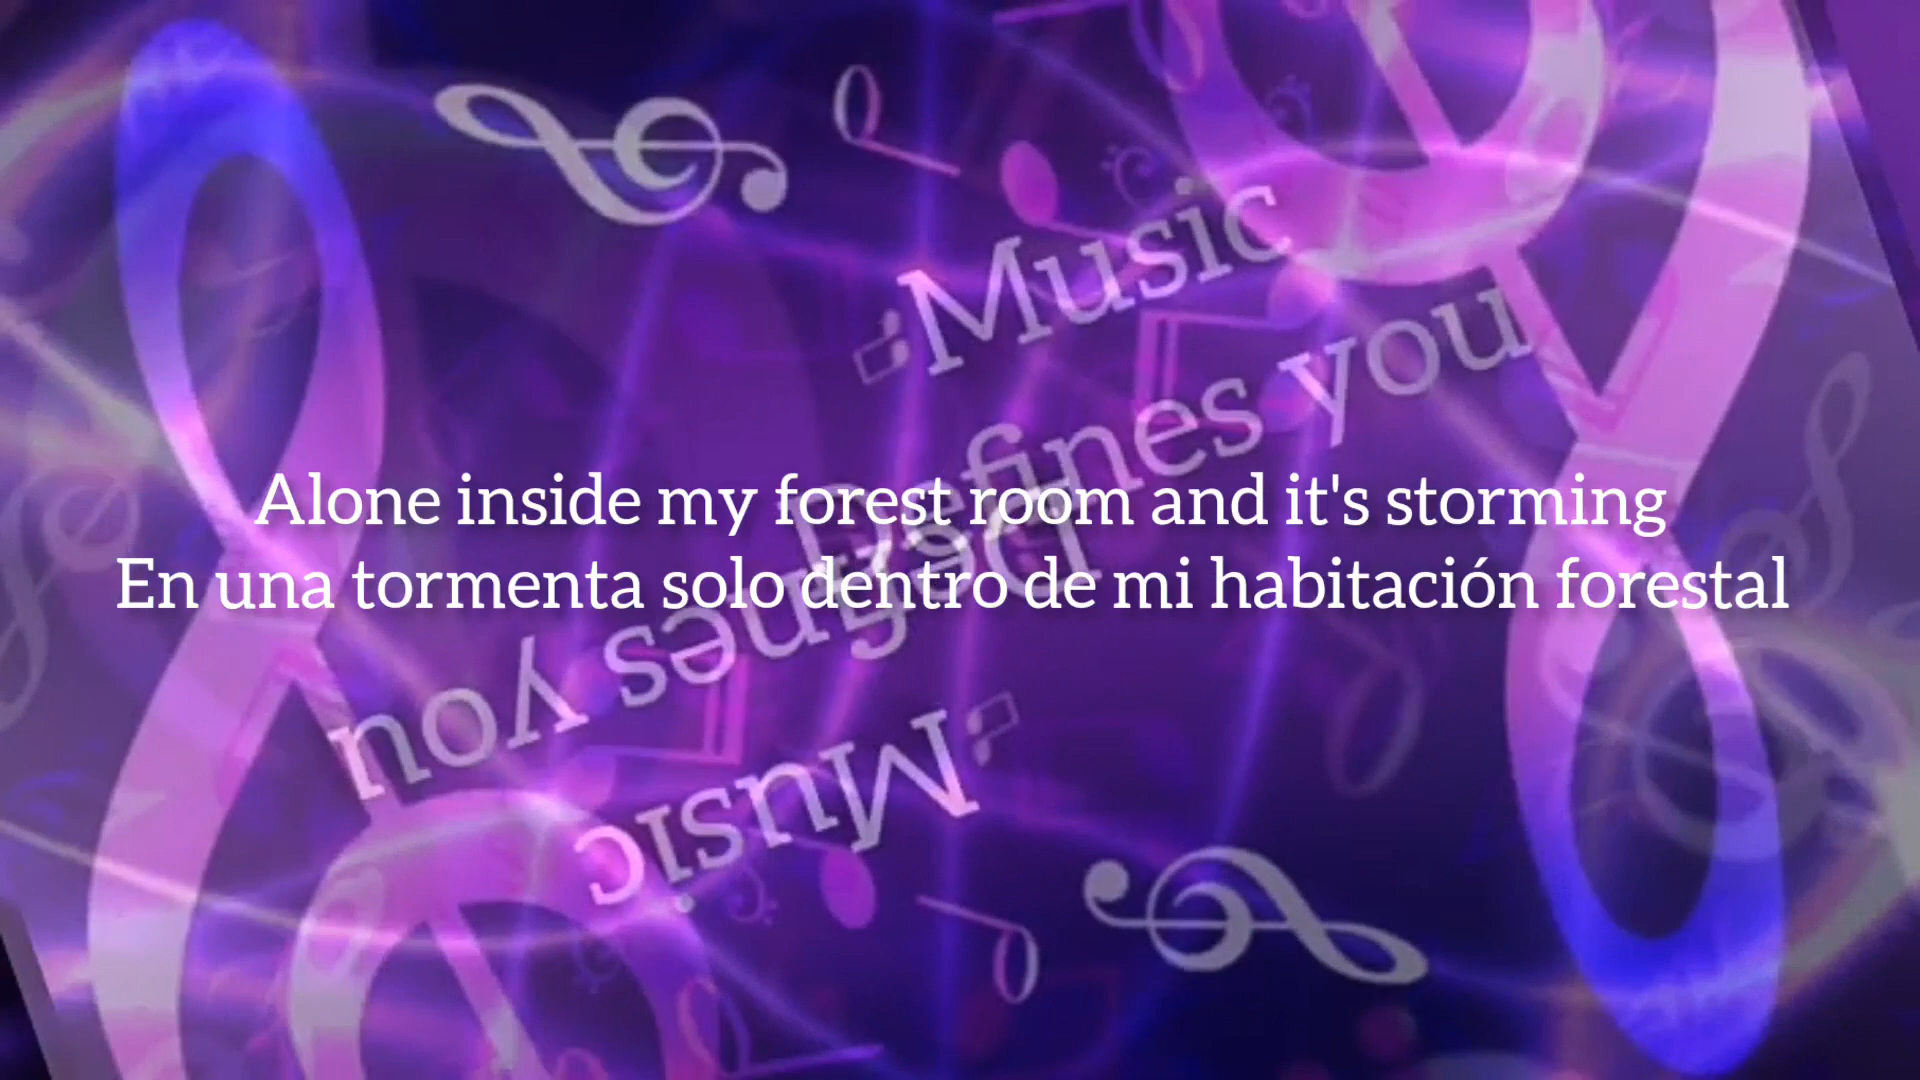 Music
Defines you
Alone inside my forest room and it's storming
En una tormenta solo dentro de mi habitación forestal
Defines you
Music